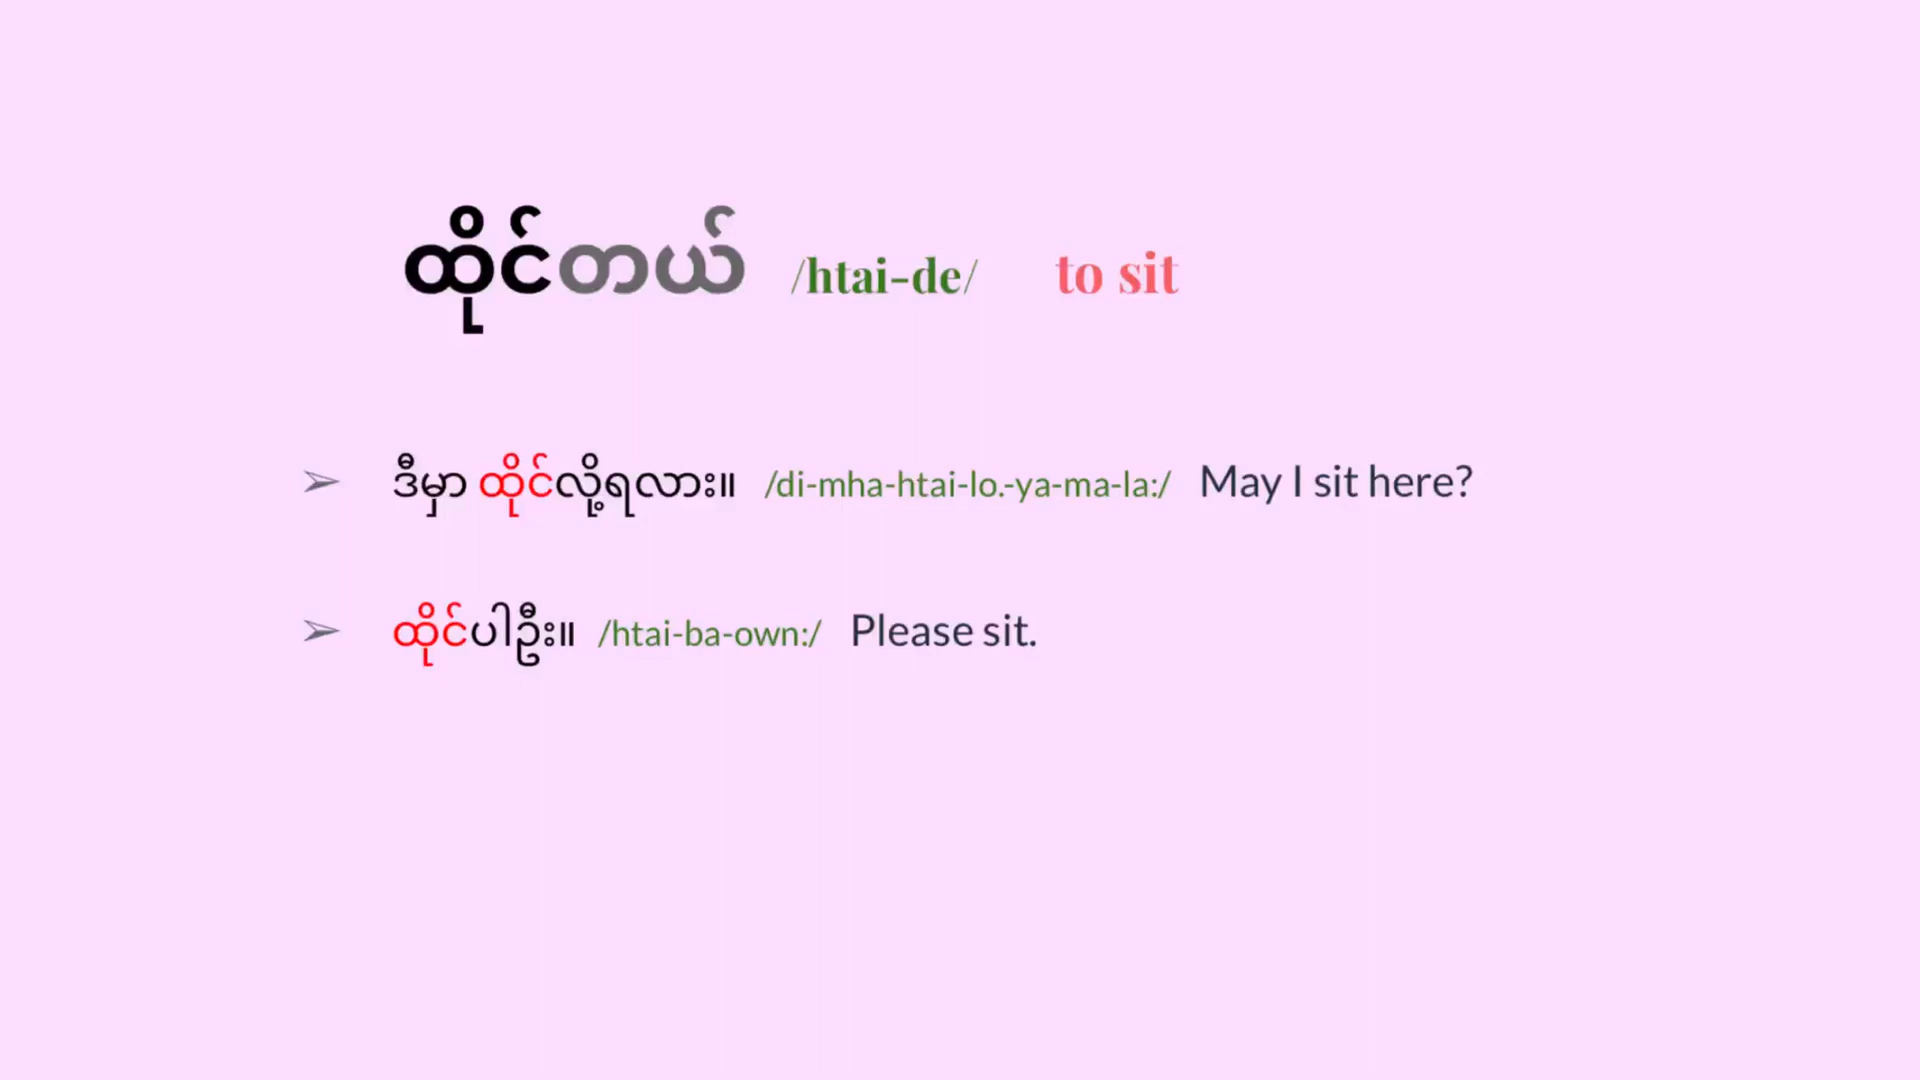 ထိုင်တယ် /htai-de/ to sit
➢ ဒီမှာ ထိုင်လို့ရလား။ /di-mha-htai-lo.-ya-ma-la:/ May I sit here?
➢ ထိုင်ပါဦး။ /htai-ba-own:/ Please sit.